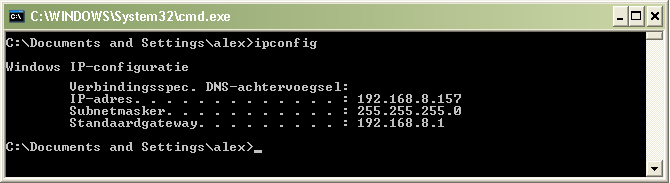 C:\WINDOWS\System32\cmd.exe
C:\Documents and Settings\alex>ipconfig
Windows IP-configuratie
Verbindingsspec. DNS-achtervoegsel:
IP-adres. . . . . . . . . . . . . : 192.168.8.157
Subnetmasker. . . . . . . . . . . : 255.255.255.0
Standaardgateway. . . . . . . . . : 192.168.8.1
C:\Documents and Settings\alex>_